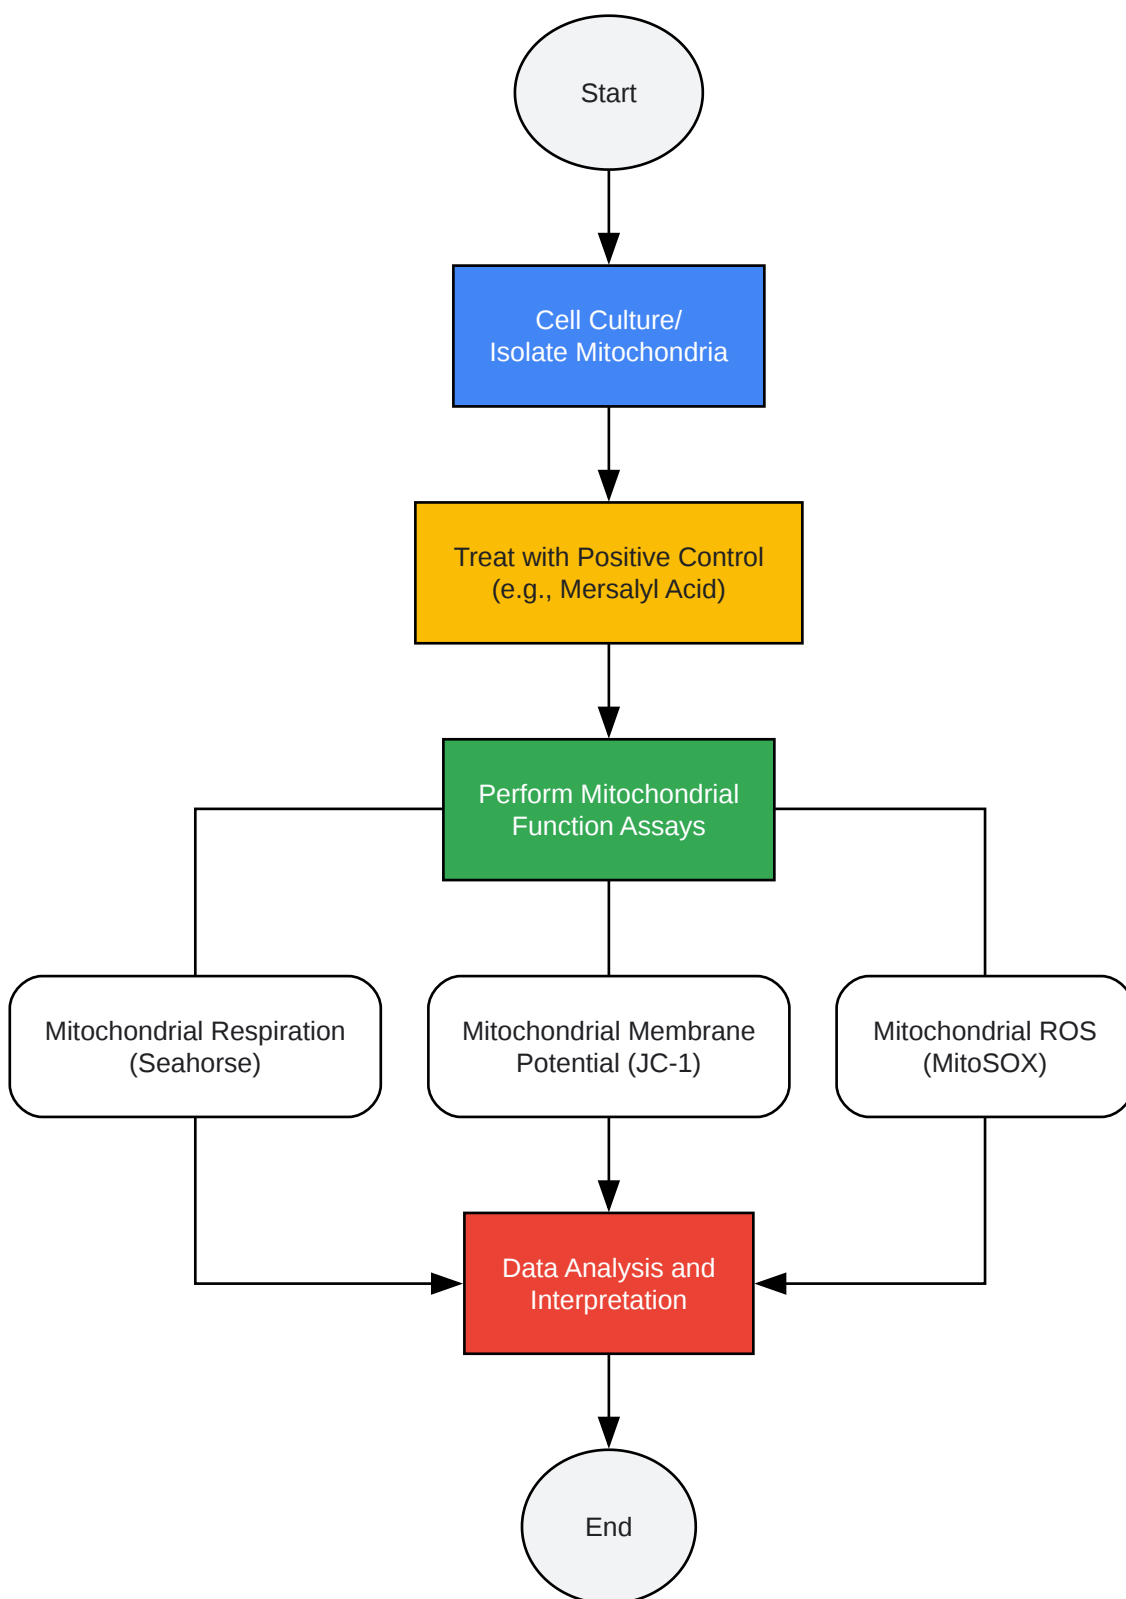 Start
Cell Culture/
Isolate Mitochondria
Treat with Positive Control
(e.g., Mersalyl Acid)
Perform Mitochondrial
Function Assays
Mitochondrial Respiration
(Seahorse)
Mitochondrial Membrane
Potential (JC-1)
Mitochondrial ROS
(MitoSOX)
Data Analysis and
Interpretation
End